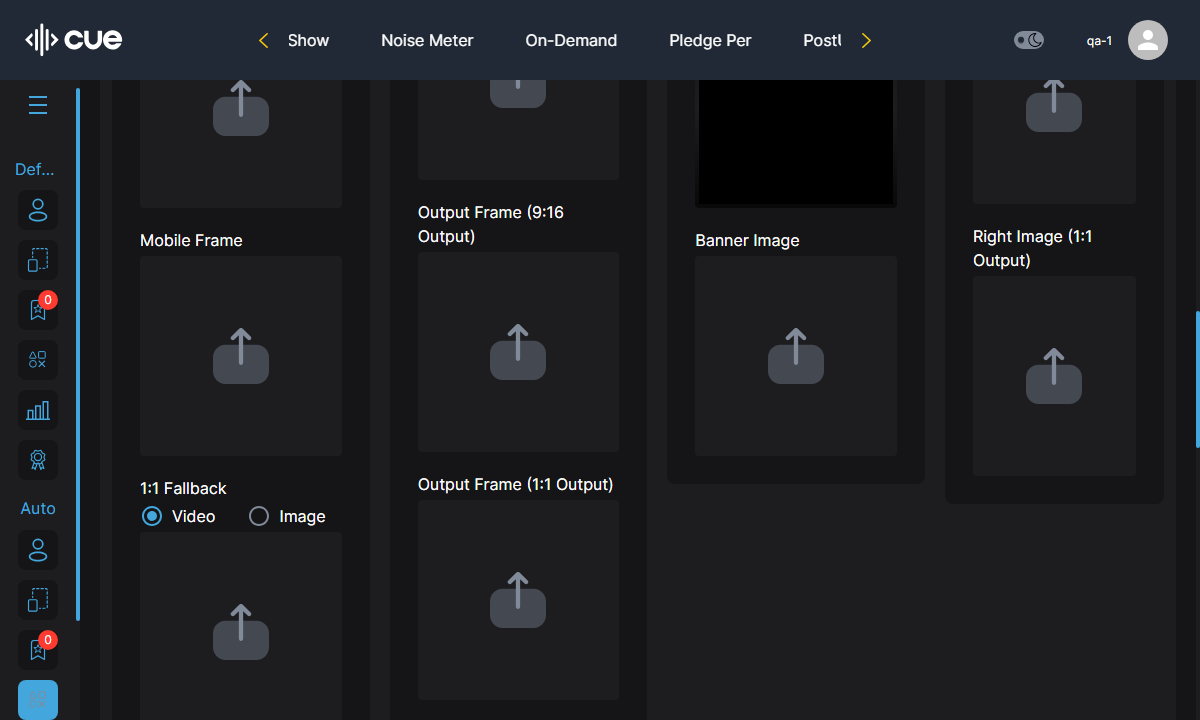 cue
Show
Noise Meter
On-Demand
Pledge Per
qa-1
Def...
0
Auto
0
Mobile Frame
1:1 Fallback
Video
Image
Output Frame (9:16
Output)
Output Frame (1:1 Output)
Banner Image
Right Image (1:1
Output)